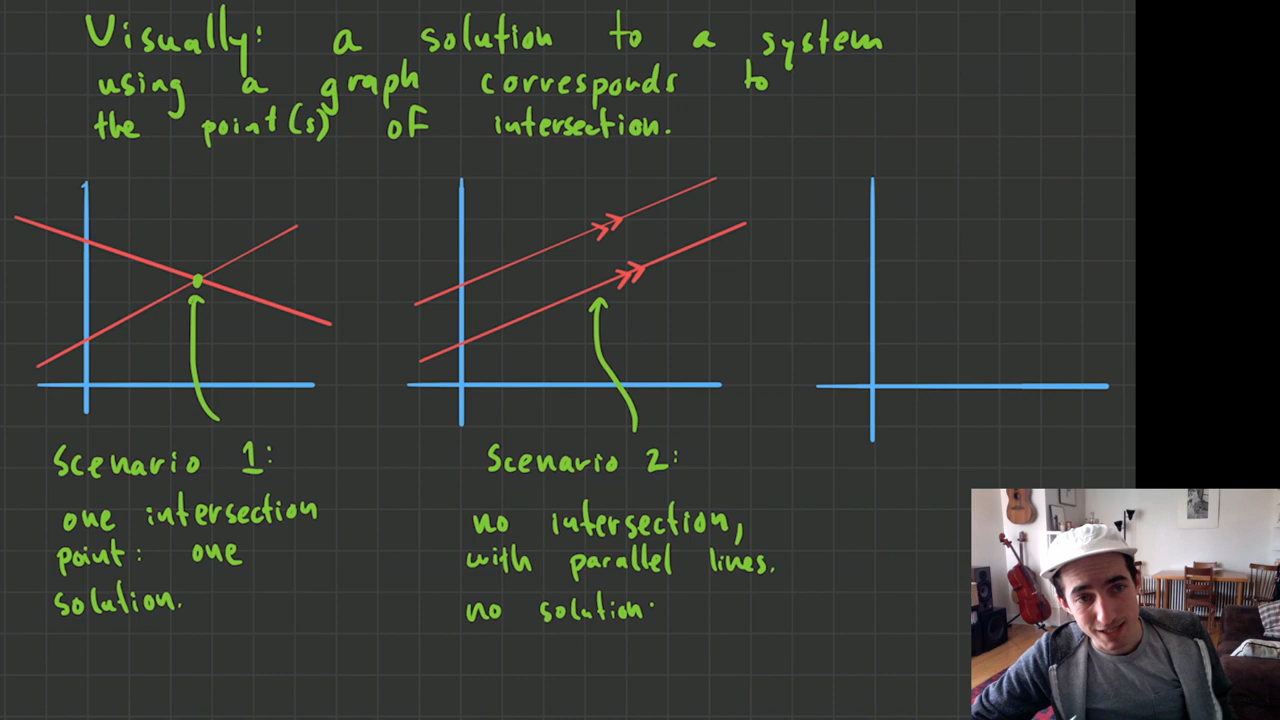 Visually: a solution to a system
using a graph corresponds to
the point(s) of intersection.
Scenario 1:
one intersection
point: one
solution.
Scenario 2:
no intersection,
with parallel lines.
no solution.